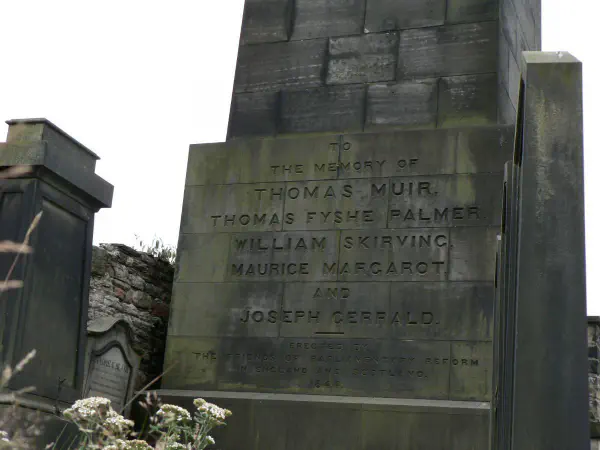 TO
THE MEMORY OF
THOMAS MUIR.
THOMAS FYSHE PALMER
WILLIAM SKIRVING.
MAURICE MARGAROT.
AND
JOSEPH GERRALD.
ERECTED BY
THE FRIENDS OF PARLIAMENTARY REFORM
IN ENGLAND AND SCOTLAND.